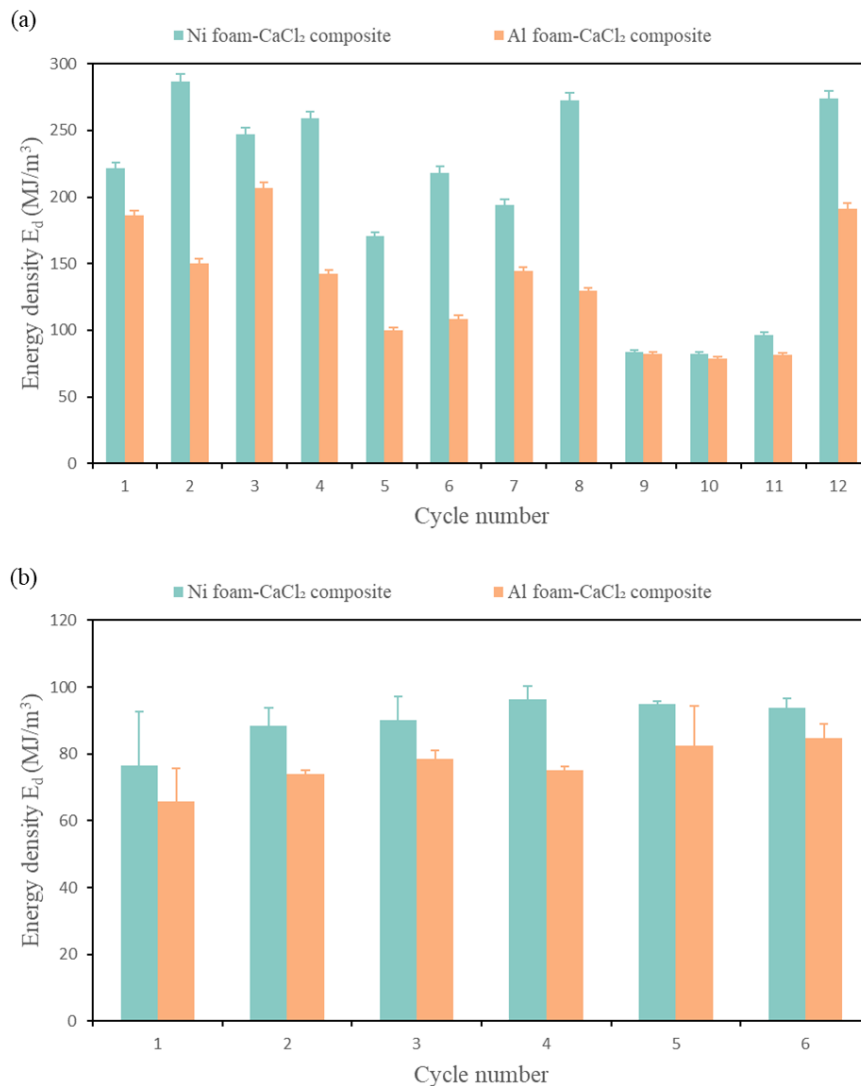 (a)
Ni foam-CaCl₂ composite Al foam-CaCl₂ composite
300
250
200
150
100
50
0
Energy density E_d (MJ/m³)
1 2 3 4 5 6 7 8 9 10 11 12
Cycle number
(b)
Ni foam-CaCl₂ composite Al foam-CaCl₂ composite
120
100
80
60
40
20
0
Energy density E_d (MJ/m³)
1 2 3 4 5 6
Cycle number